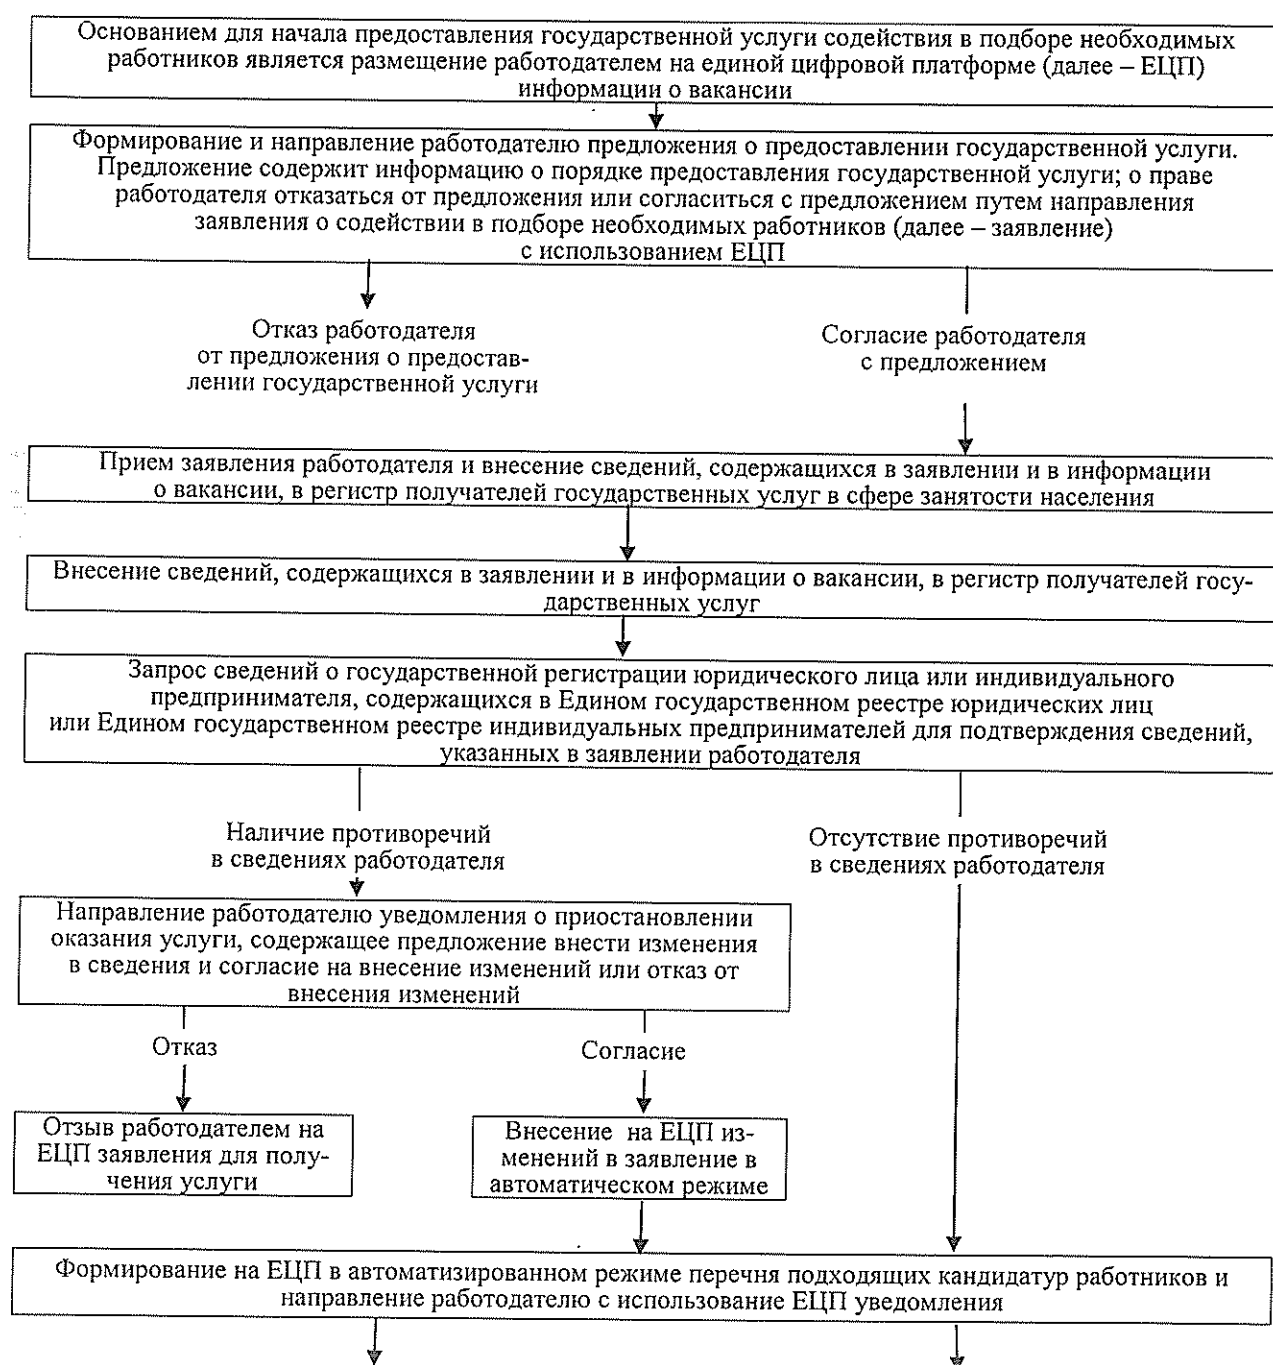 Основанием для начала предоставления государственной услуги содействия в подборе необходимых
работников является размещение работодателем на единой цифровой платформе (далее – ЕЦП)
информации о вакансии
Формирование и направление работодателю предложения о предоставлении государственной услуги.
Предложение содержит информацию о порядке предоставления государственной услуги; о праве
работодателя отказаться от предложения или согласиться с предложением путем направления
заявления о содействии в подборе необходимых работников (далее – заявление)
с использованием ЕЦП
Отказ работодателя
от предложения о предостав-
лении государственной услуги
Согласие работодателя
с предложением
Прием заявления работодателя и внесение сведений, содержащихся в заявлении и в информации
о вакансии, в регистр получателей государственных услуг в сфере занятости населения
Внесение сведений, содержащихся в заявлении и в информации о вакансии, в регистр получателей госу-
дарственных услуг
Запрос сведений о государственной регистрации юридического лица или индивидуального
предпринимателя, содержащихся в Едином государственном реестре юридических лиц
или Едином государственном реестре индивидуальных предпринимателей для подтверждения сведений,
указанных в заявлении работодателя
Наличие противоречий
в сведениях работодателя
Отсутствие противоречий
в сведениях работодателя
Направление работодателю уведомления о приостановлении
оказания услуги, содержащее предложение внести изменения
в сведения и согласие на внесение изменений или отказ от
внесения изменений
Отказ
Согласие
Отзыв работодателем на
ЕЦП заявления для полу-
чения услуги
Внесение на ЕЦП из-
менений в заявление в
автоматическом режиме
Формирование на ЕЦП в автоматизированном режиме перечня подходящих кандидатур работников и
направление работодателю с использование ЕЦП уведомления